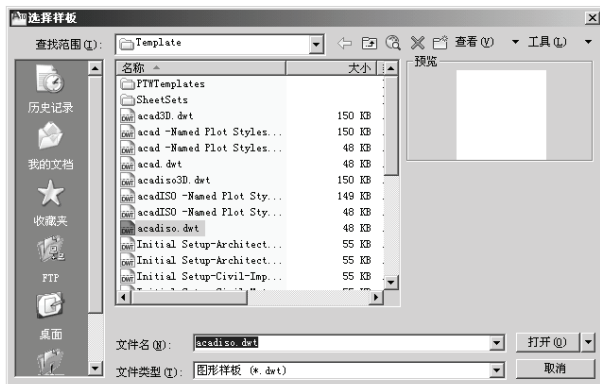 选择样板
查找范围(I):
Template
查看(V)
工具(L)
历史记录
我的文档
收藏夹
FTP
桌面
名称
大小
PTWTemplates
SheetSets
acad3D.dwt 150 KB
acad -Named Plot Styles... 150 KB
acad -Named Plot Styles... 48 KB
acad.dwt 48 KB
acadiso3D.dwt 150 KB
acadISO -Named Plot Sty... 149 KB
acadISO -Named Plot Sty... 48 KB
acadiso.dwt 48 KB
Initial Setup-Architect... 55 KB
Initial Setup-Architect... 55 KB
Initial Setup-Civil-Imp... 55 KB
预览
文件名(N):
acadiso.dwt
打开(O)
文件类型(T):
图形样板 (*.dwt)
取消